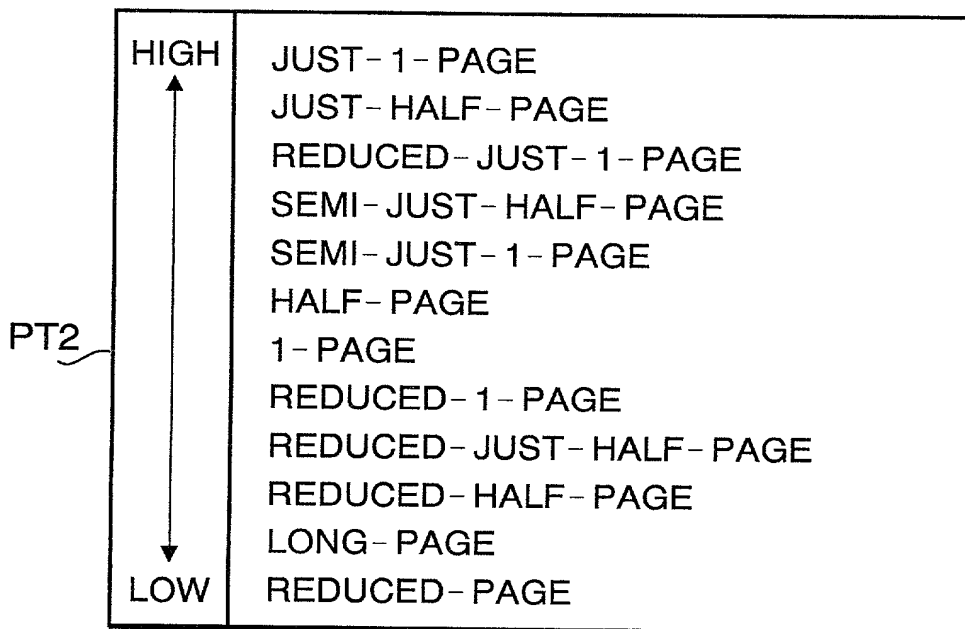 HIGH JUST-1-PAGE
JUST-HALF-PAGE
REDUCED-JUST-1-PAGE
SEMI-JUST-HALF-PAGE
SEMI-JUST-1-PAGE
HALF-PAGE
PT2 1-PAGE
REDUCED-1-PAGE
REDUCED-JUST-HALF-PAGE
REDUCED-HALF-PAGE
LONG-PAGE
LOW REDUCED-PAGE